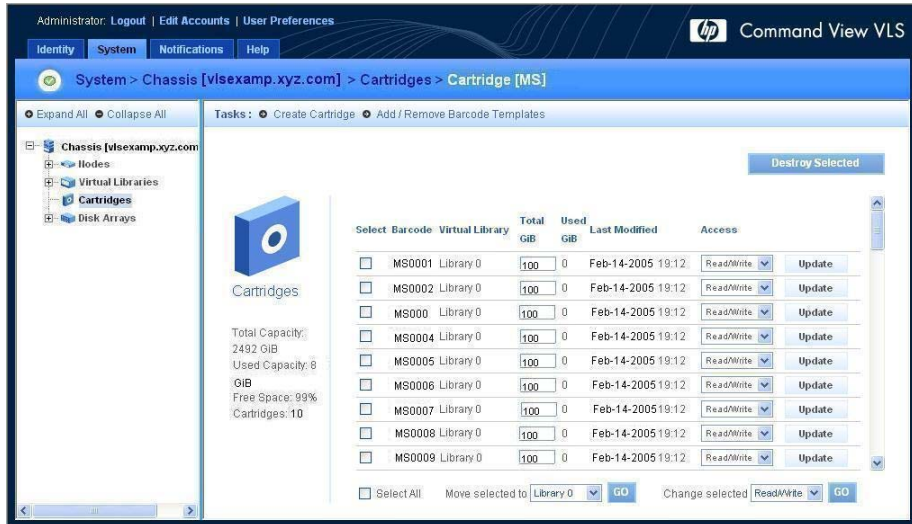 Administrator: Logout | Edit Accounts | User Preferences
hp Command View VLS
Identity System Notifications Help
System > Chassis [vlsexamp.xyz.com] > Cartridges > Cartridge [MS]
Expand All Collapse All
Tasks : Create Cartridge Add / Remove Barcode Templates
Chassis [vlsexamp.xyz.com
Nodes
Virtual Libraries
Cartridges
Disk Arrays
Destroy Selected
Cartridges
Total Capacity:
2492 GiB
Used Capacity: 8
GiB
Free Space: 99%
Cartridges: 10
Select Barcode Virtual Library Total GiB Used GiB Last Modified Access
MS0001 Library 0 100 0 Feb-14-2005 19:12 Read/Write Update
MS0002 Library 0 100 0 Feb-14-2005 19:12 Read/Write Update
MS000 Library 0 100 0 Feb-14-2005 19:12 Read/Write Update
MS0004 Library 0 100 0 Feb-14-2005 19:12 Read/Write Update
MS0005 Library 0 100 0 Feb-14-2005 19:12 Read/Write Update
MS0006 Library 0 100 0 Feb-14-2005 19:12 Read/Write Update
MS0007 Library 0 100 0 Feb-14-2005 19:12 Read/Write Update
MS0008 Library 0 100 0 Feb-14-2005 19:12 Read/Write Update
MS0009 Library 0 100 0 Feb-14-2005 19:12 Read/Write Update
Select All Move selected to Library 0 GO Change selected Read/Write GO